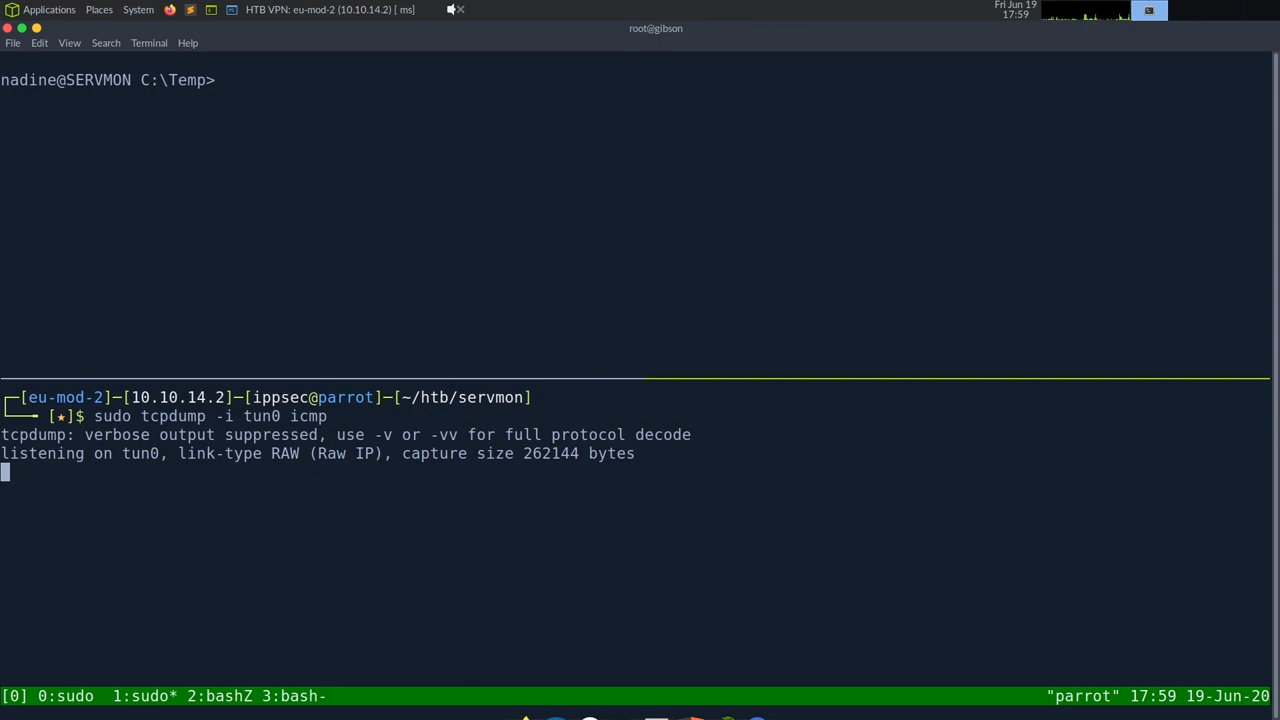 Applications Places System HTB VPN: eu-mod-2 (10.10.14.2) [ ms]
Fri Jun 19
17:59
root@gibson
File Edit View Search Terminal Help
nadine@SERVMON C:\Temp>
┌─[eu-mod-2]─[10.10.14.2]─[ippsec@parrot]─[~/htb/servmon]
└──╼ [★]$ sudo tcpdump -i tun0 icmp
tcpdump: verbose output suppressed, use -v or -vv for full protocol decode
listening on tun0, link-type RAW (Raw IP), capture size 262144 bytes
[0] 0:sudo  1:sudo* 2:bashZ 3:bash- "parrot" 17:59 19-Jun-20